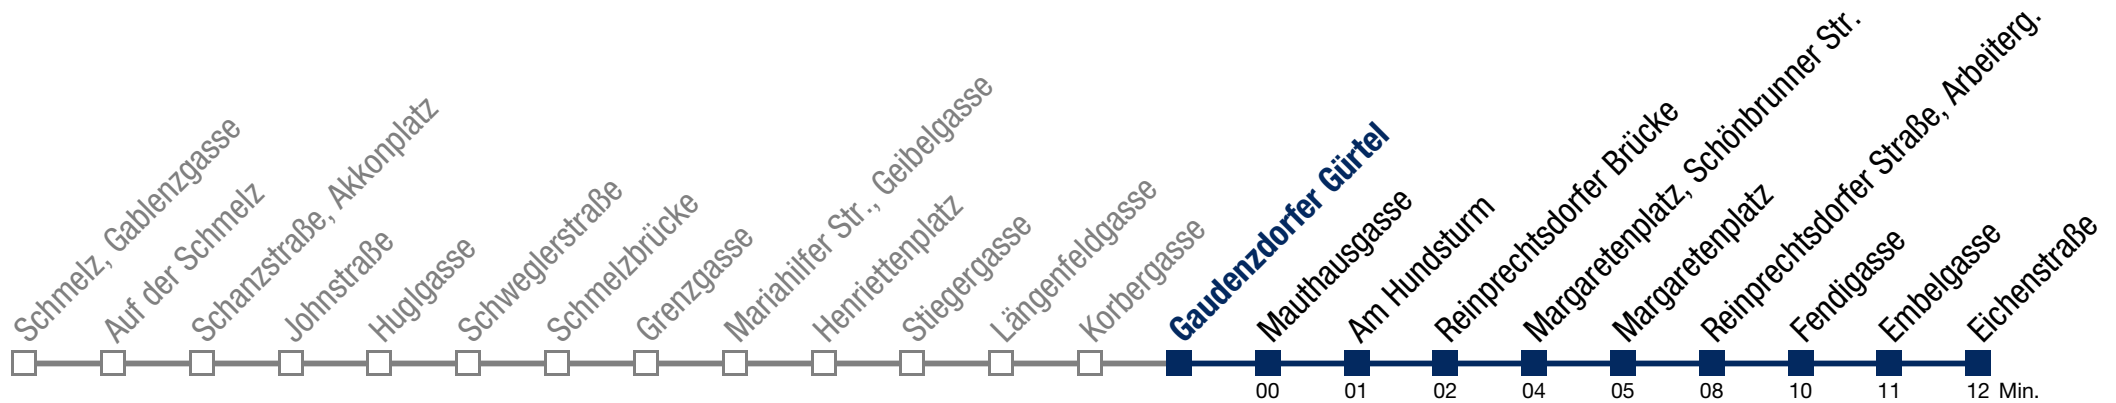 Schmelz, Gablenzgasse
Auf der Schmelz
Schanzstraße, Akkonplatz
Johnstraße
Huglgasse
Schweglerstraße
Schmelzbrücke
Grenzgasse
Mariahilfer Str., Geibelgasse
Henriettenplatz
Stiegergasse
Längenfeldgasse
Korbergasse
Gaudenzdorfer Gürtel
Mauthausgasse
Am Hundsturm
Reinprechtsdorfer Brücke
Margaretenplatz, Schönbrunner Str.
Margaretenplatz
Reinprechtsdorfer Straße, Arbeiterg.
Fendigasse
Embelgasse
Eichenstraße
00 01 02 04 05 08 10 11 12 Min.